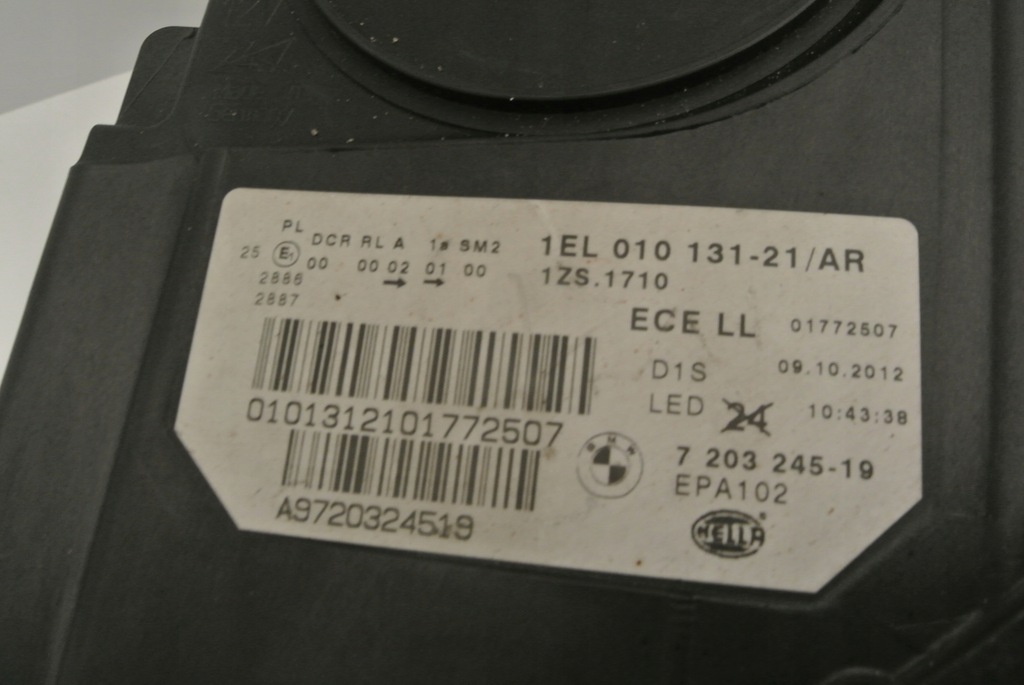 PL
25 E1 DCR RL A 1a SM2
00 00 02 01 00
2886
2887
1EL 010 131-21/AR
1ZS.1710
ECE LL 01772507
D1S 09.10.2012
LED 24 10:43:38
0101312101772507
BMW
7 203 245-19
EPA102
A9720324519
HELLA